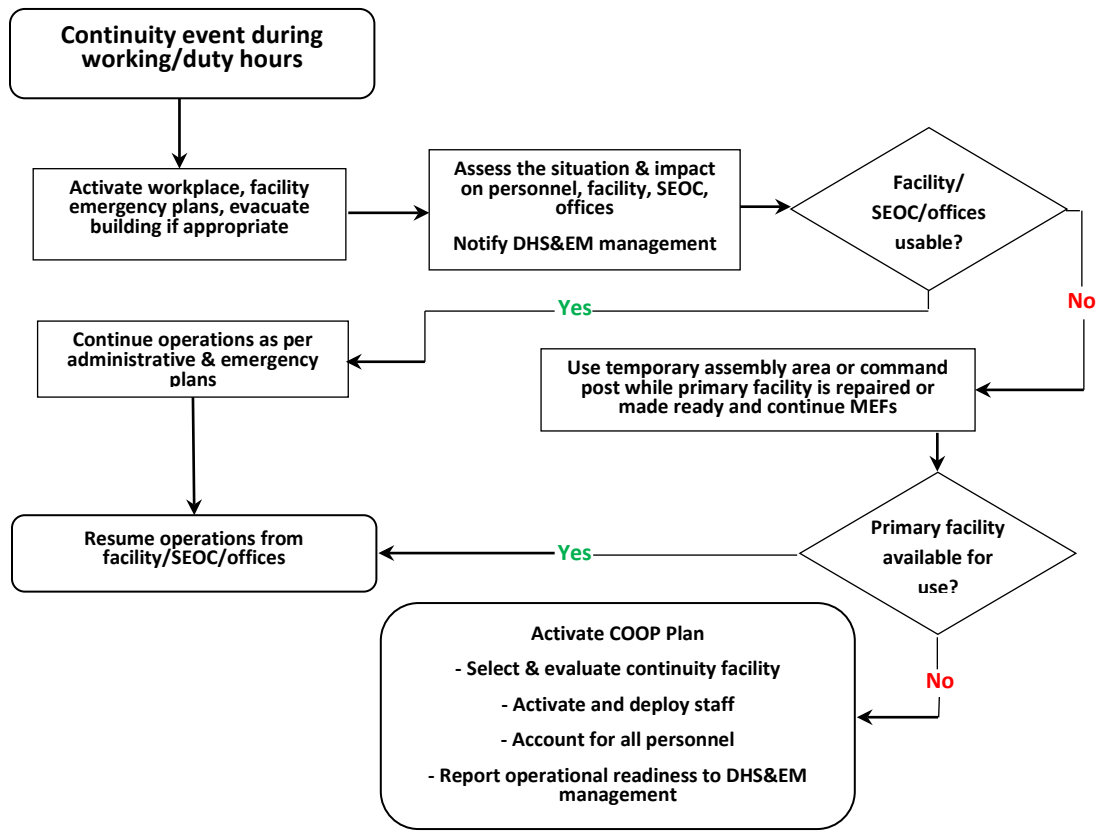 Continuity event during
working/duty hours
Activate workplace, facility
emergency plans, evacuate
building if appropriate
Assess the situation & impact
on personnel, facility, SEOC,
offices
Notify DHS&EM management
Facility/
SEOC/offices
usable?
No
Yes
Continue operations as per
administrative & emergency
plans
Use temporary assembly area or command
post while primary facility is repaired or
made ready and continue MEFs
Resume operations from
facility/SEOC/offices
Yes
Primary facility
available for
use?
No
Activate COOP Plan
- Select & evaluate continuity facility
- Activate and deploy staff
- Account for all personnel
- Report operational readiness to DHS&EM
management